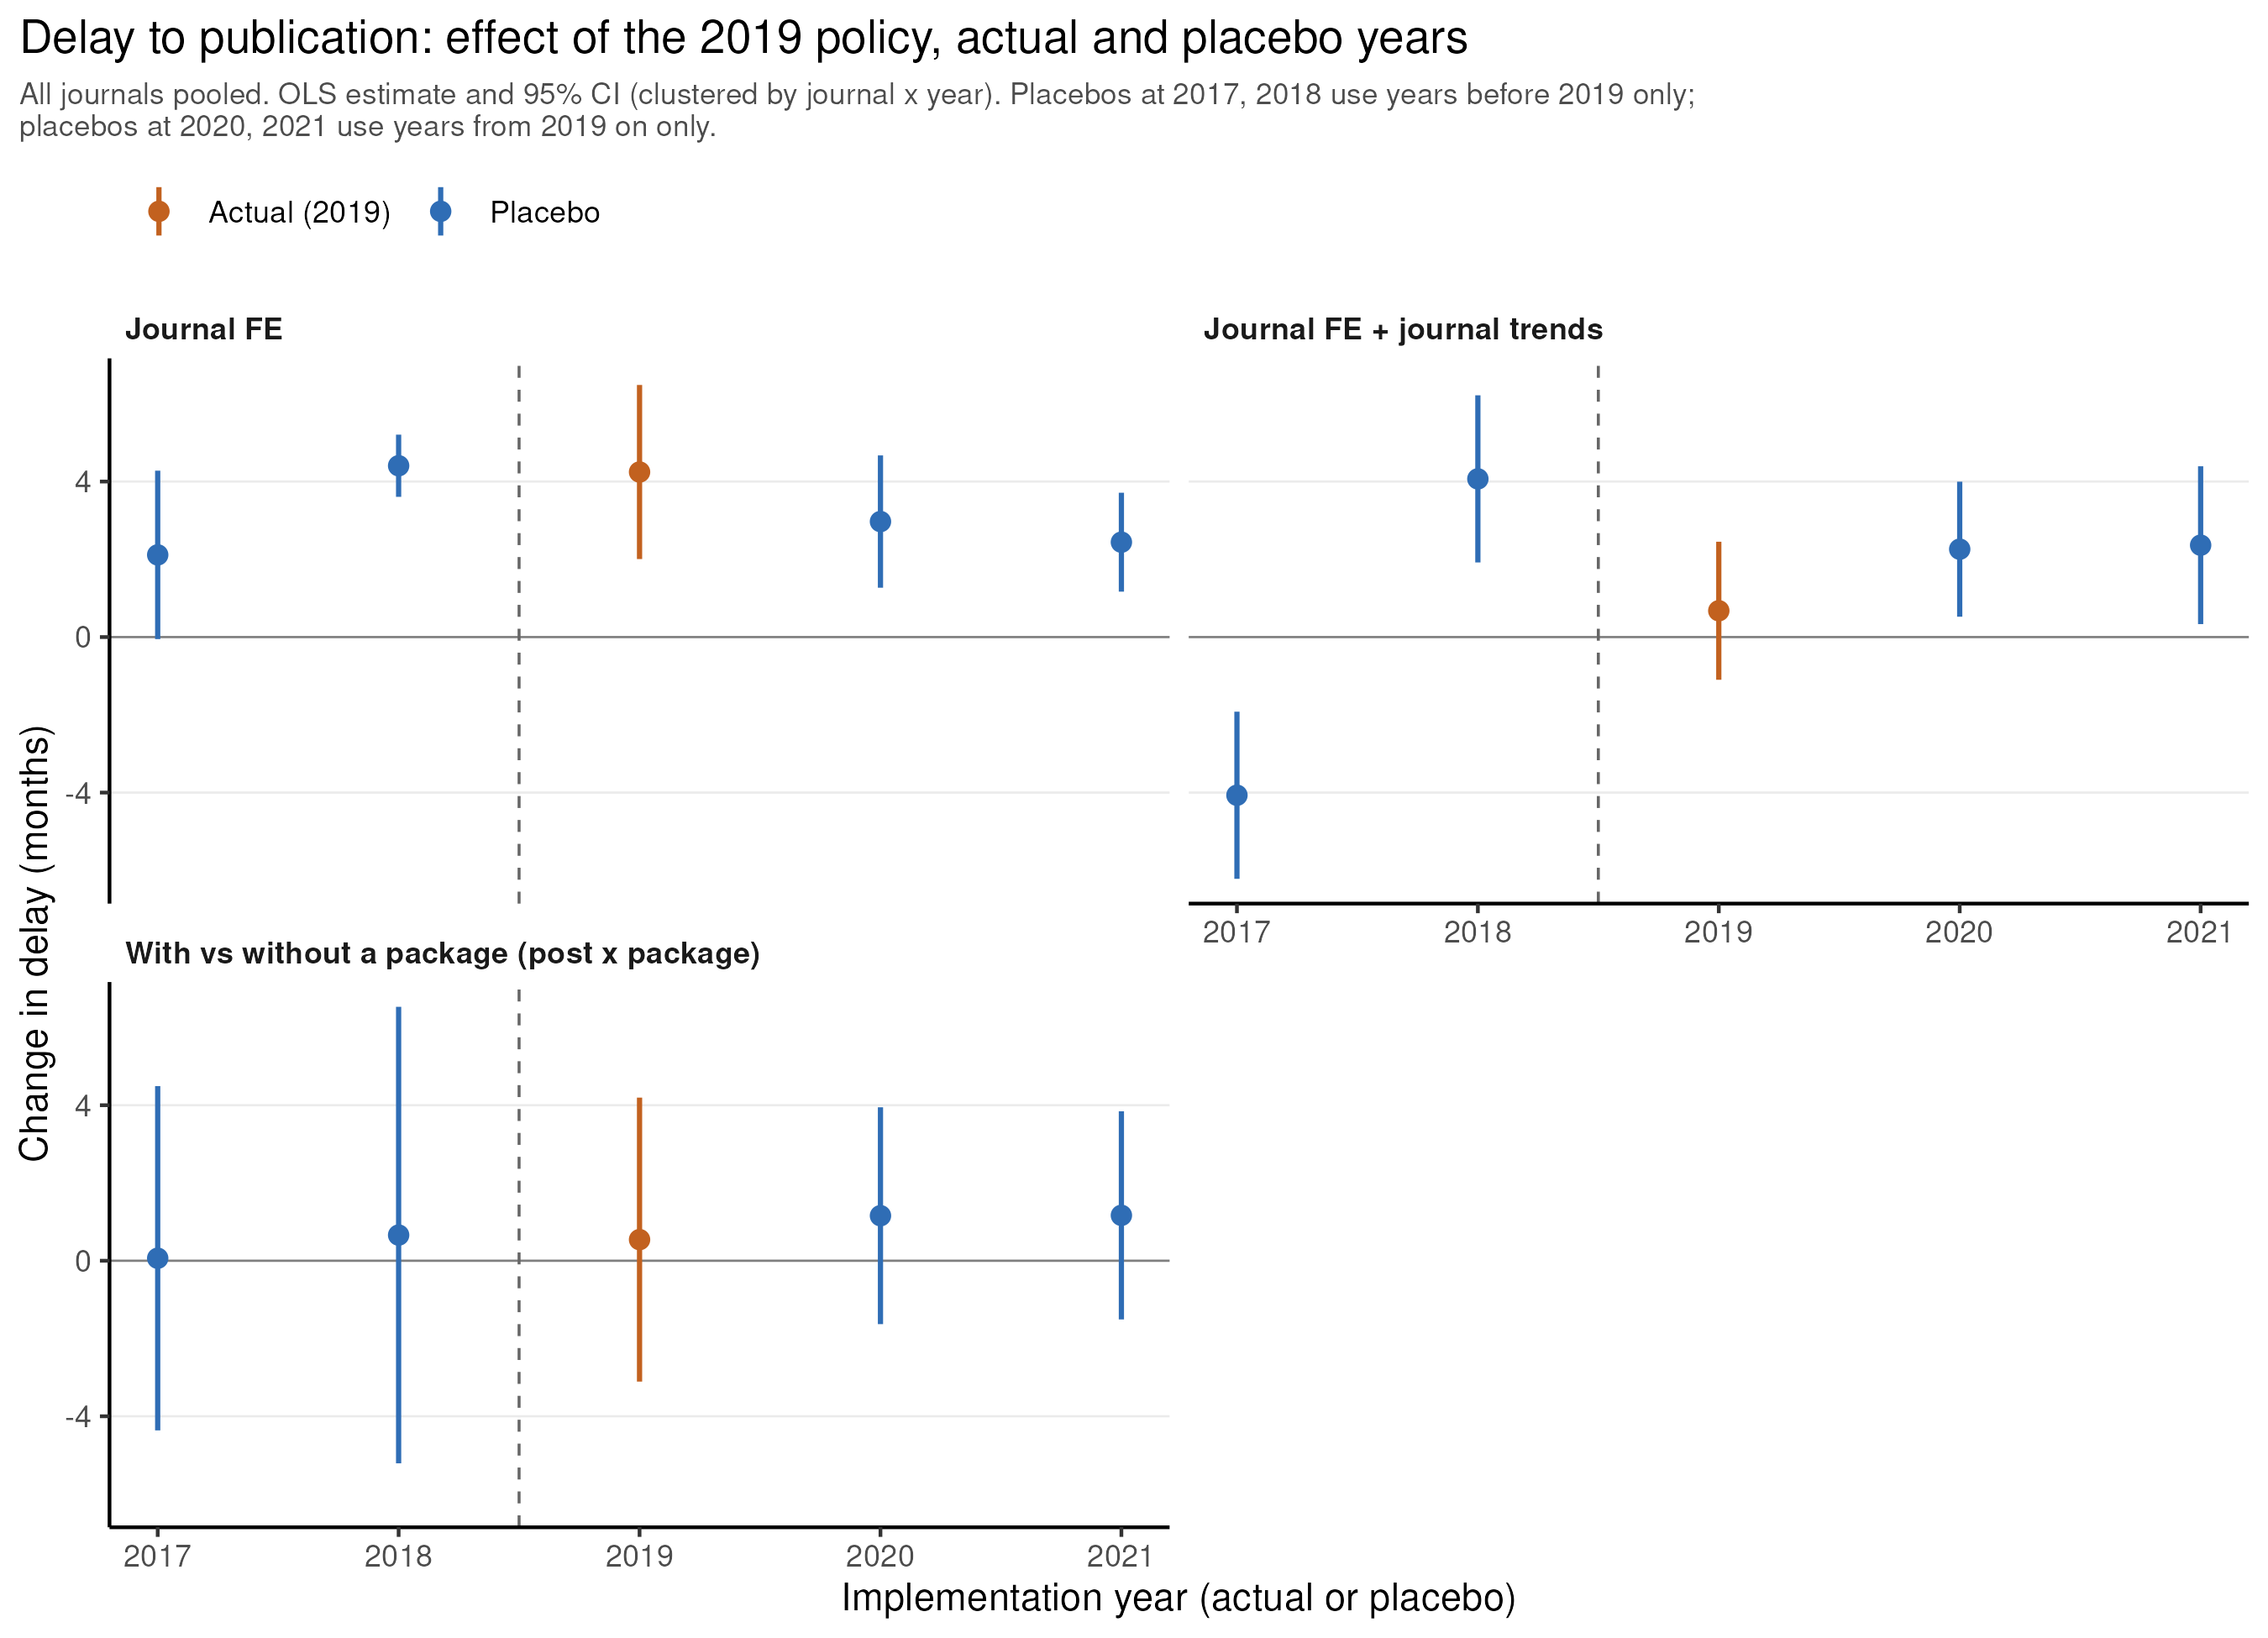 Delay to publication: effect of the 2019 policy, actual and placebo years
All journals pooled. OLS estimate and 95% CI (clustered by journal x year). Placebos at 2017, 2018 use years before 2019 only;
placebos at 2020, 2021 use years from 2019 on only.
Actual (2019)
Placebo
Journal FE
4
0
-4
Journal FE + journal trends
2017
2018
2019
2020
2021
With vs without a package (post x package)
4
0
-4
2017
2018
2019
2020
2021
Change in delay (months)
Implementation year (actual or placebo)